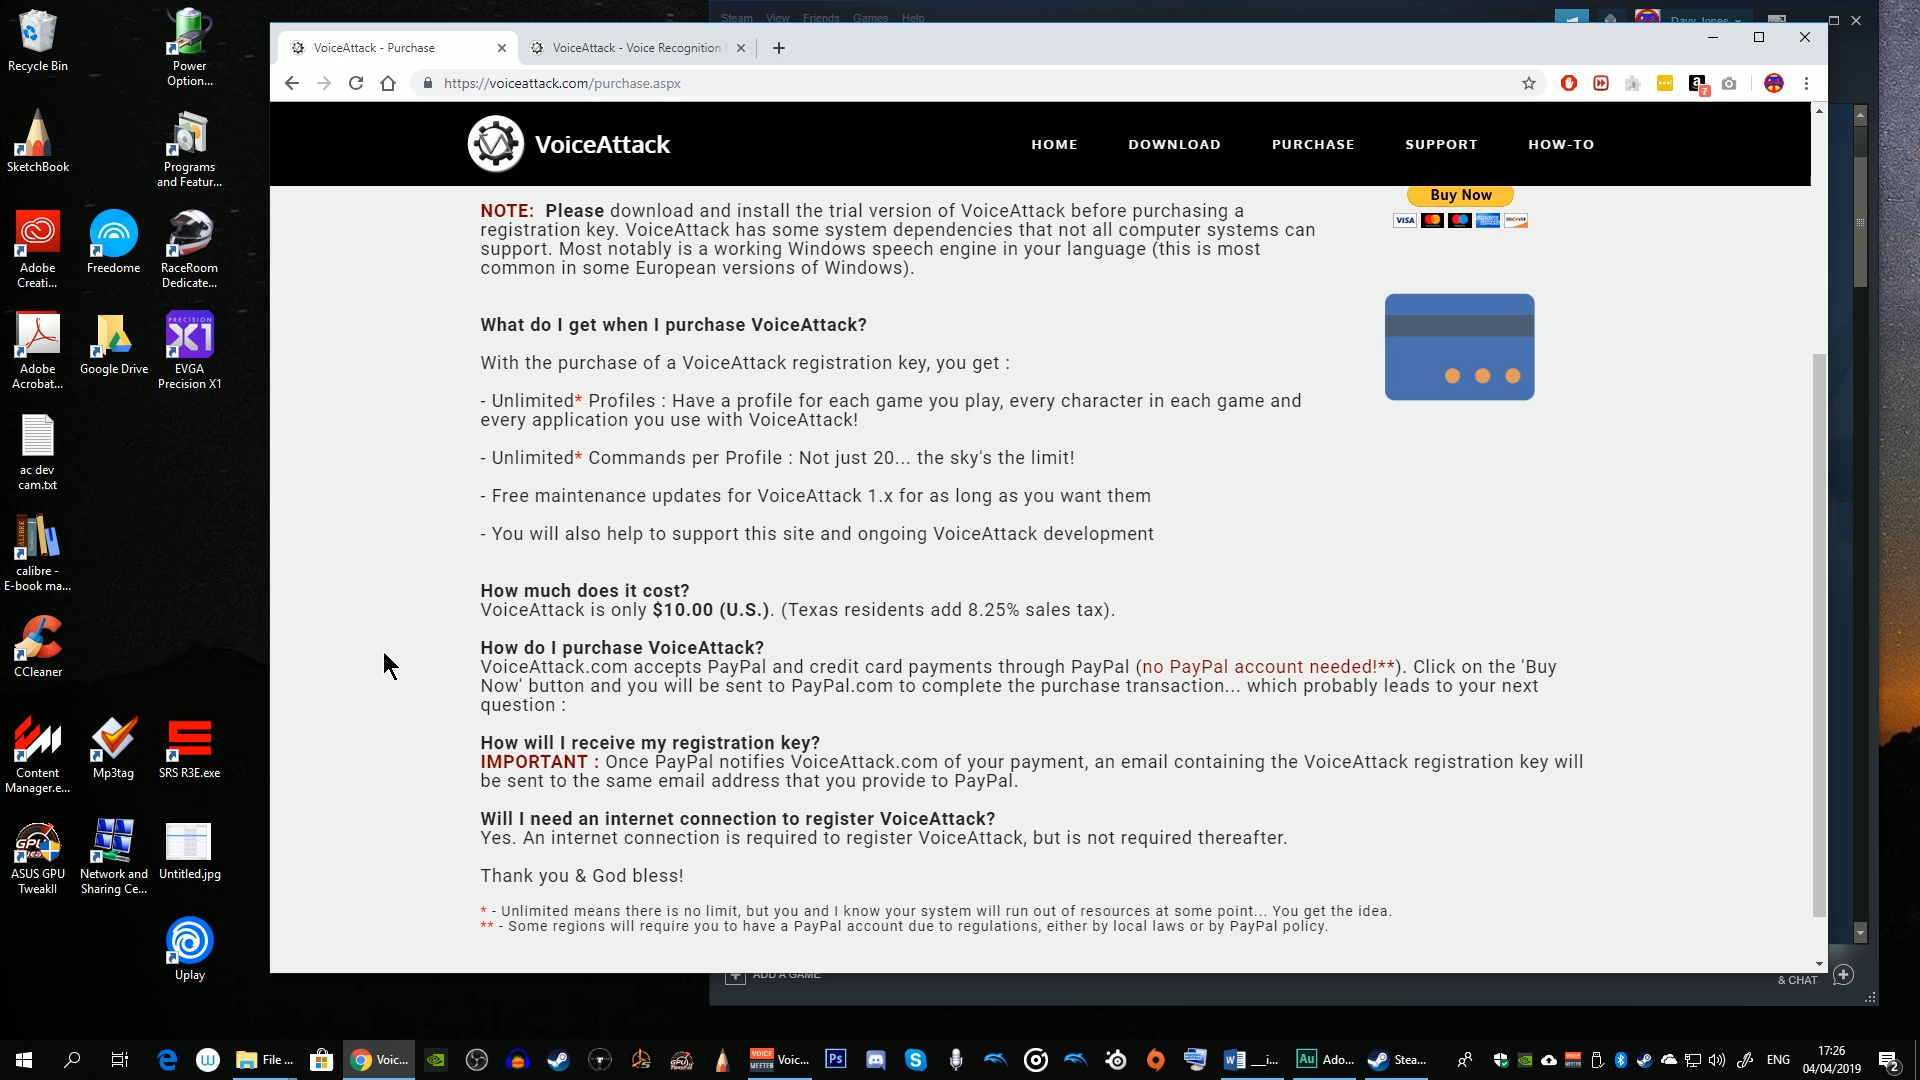 Steam View Friends Games Help
Davy Jones
VoiceAttack - Purchase
VoiceAttack - Voice Recognition
https://voiceattack.com/purchase.aspx
7
VoiceAttack
HOME DOWNLOAD PURCHASE SUPPORT HOW-TO
Buy Now
VISA
DISCOVER
NOTE: Please download and install the trial version of VoiceAttack before purchasing a
registration key. VoiceAttack has some system dependencies that not all computer systems can
support. Most notably is a working Windows speech engine in your language (this is most
common in some European versions of Windows).
What do I get when I purchase VoiceAttack?
With the purchase of a VoiceAttack registration key, you get :
- Unlimited* Profiles : Have a profile for each game you play, every character in each game and
every application you use with VoiceAttack!
- Unlimited* Commands per Profile : Not just 20... the sky's the limit!
- Free maintenance updates for VoiceAttack 1.x for as long as you want them
- You will also help to support this site and ongoing VoiceAttack development
How much does it cost?
VoiceAttack is only $10.00 (U.S.). (Texas residents add 8.25% sales tax).
How do I purchase VoiceAttack?
VoiceAttack.com accepts PayPal and credit card payments through PayPal (no PayPal account needed!**). Click on the 'Buy
Now' button and you will be sent to PayPal.com to complete the purchase transaction... which probably leads to your next
question :
How will I receive my registration key?
IMPORTANT : Once PayPal notifies VoiceAttack.com of your payment, an email containing the VoiceAttack registration key will
be sent to the same email address that you provide to PayPal.
Will I need an internet connection to register VoiceAttack?
Yes. An internet connection is required to register VoiceAttack, but is not required thereafter.
Thank you & God bless!
* - Unlimited means there is no limit, but you and I know your system will run out of resources at some point... You get the idea.
** - Some regions will require you to have a PayPal account due to regulations, either by local laws or by PayPal policy.
ADD A GAME
& CHAT
Recycle Bin
Power
Option...
SketchBook
Programs
and Featur...
Adobe
Creati...
Freedome
RaceRoom
Dedicate...
Adobe
Acrobat...
Google Drive
PRECISION
X1
EVGA
Precision X1
ac dev
cam.txt
CALIBRE
calibre -
E-book ma...
CCleaner
Content
Manager.e...
Mp3tag
SRS R3E.exe
ASUS GPU
TweakII
Network and
Sharing Ce...
Untitled.jpg
Uplay
File ...
Voic...
VOICE
MEETER
Voic...
Ps
__i...
Au
Ado...
Stea...
ENG
17:26
04/04/2019
2